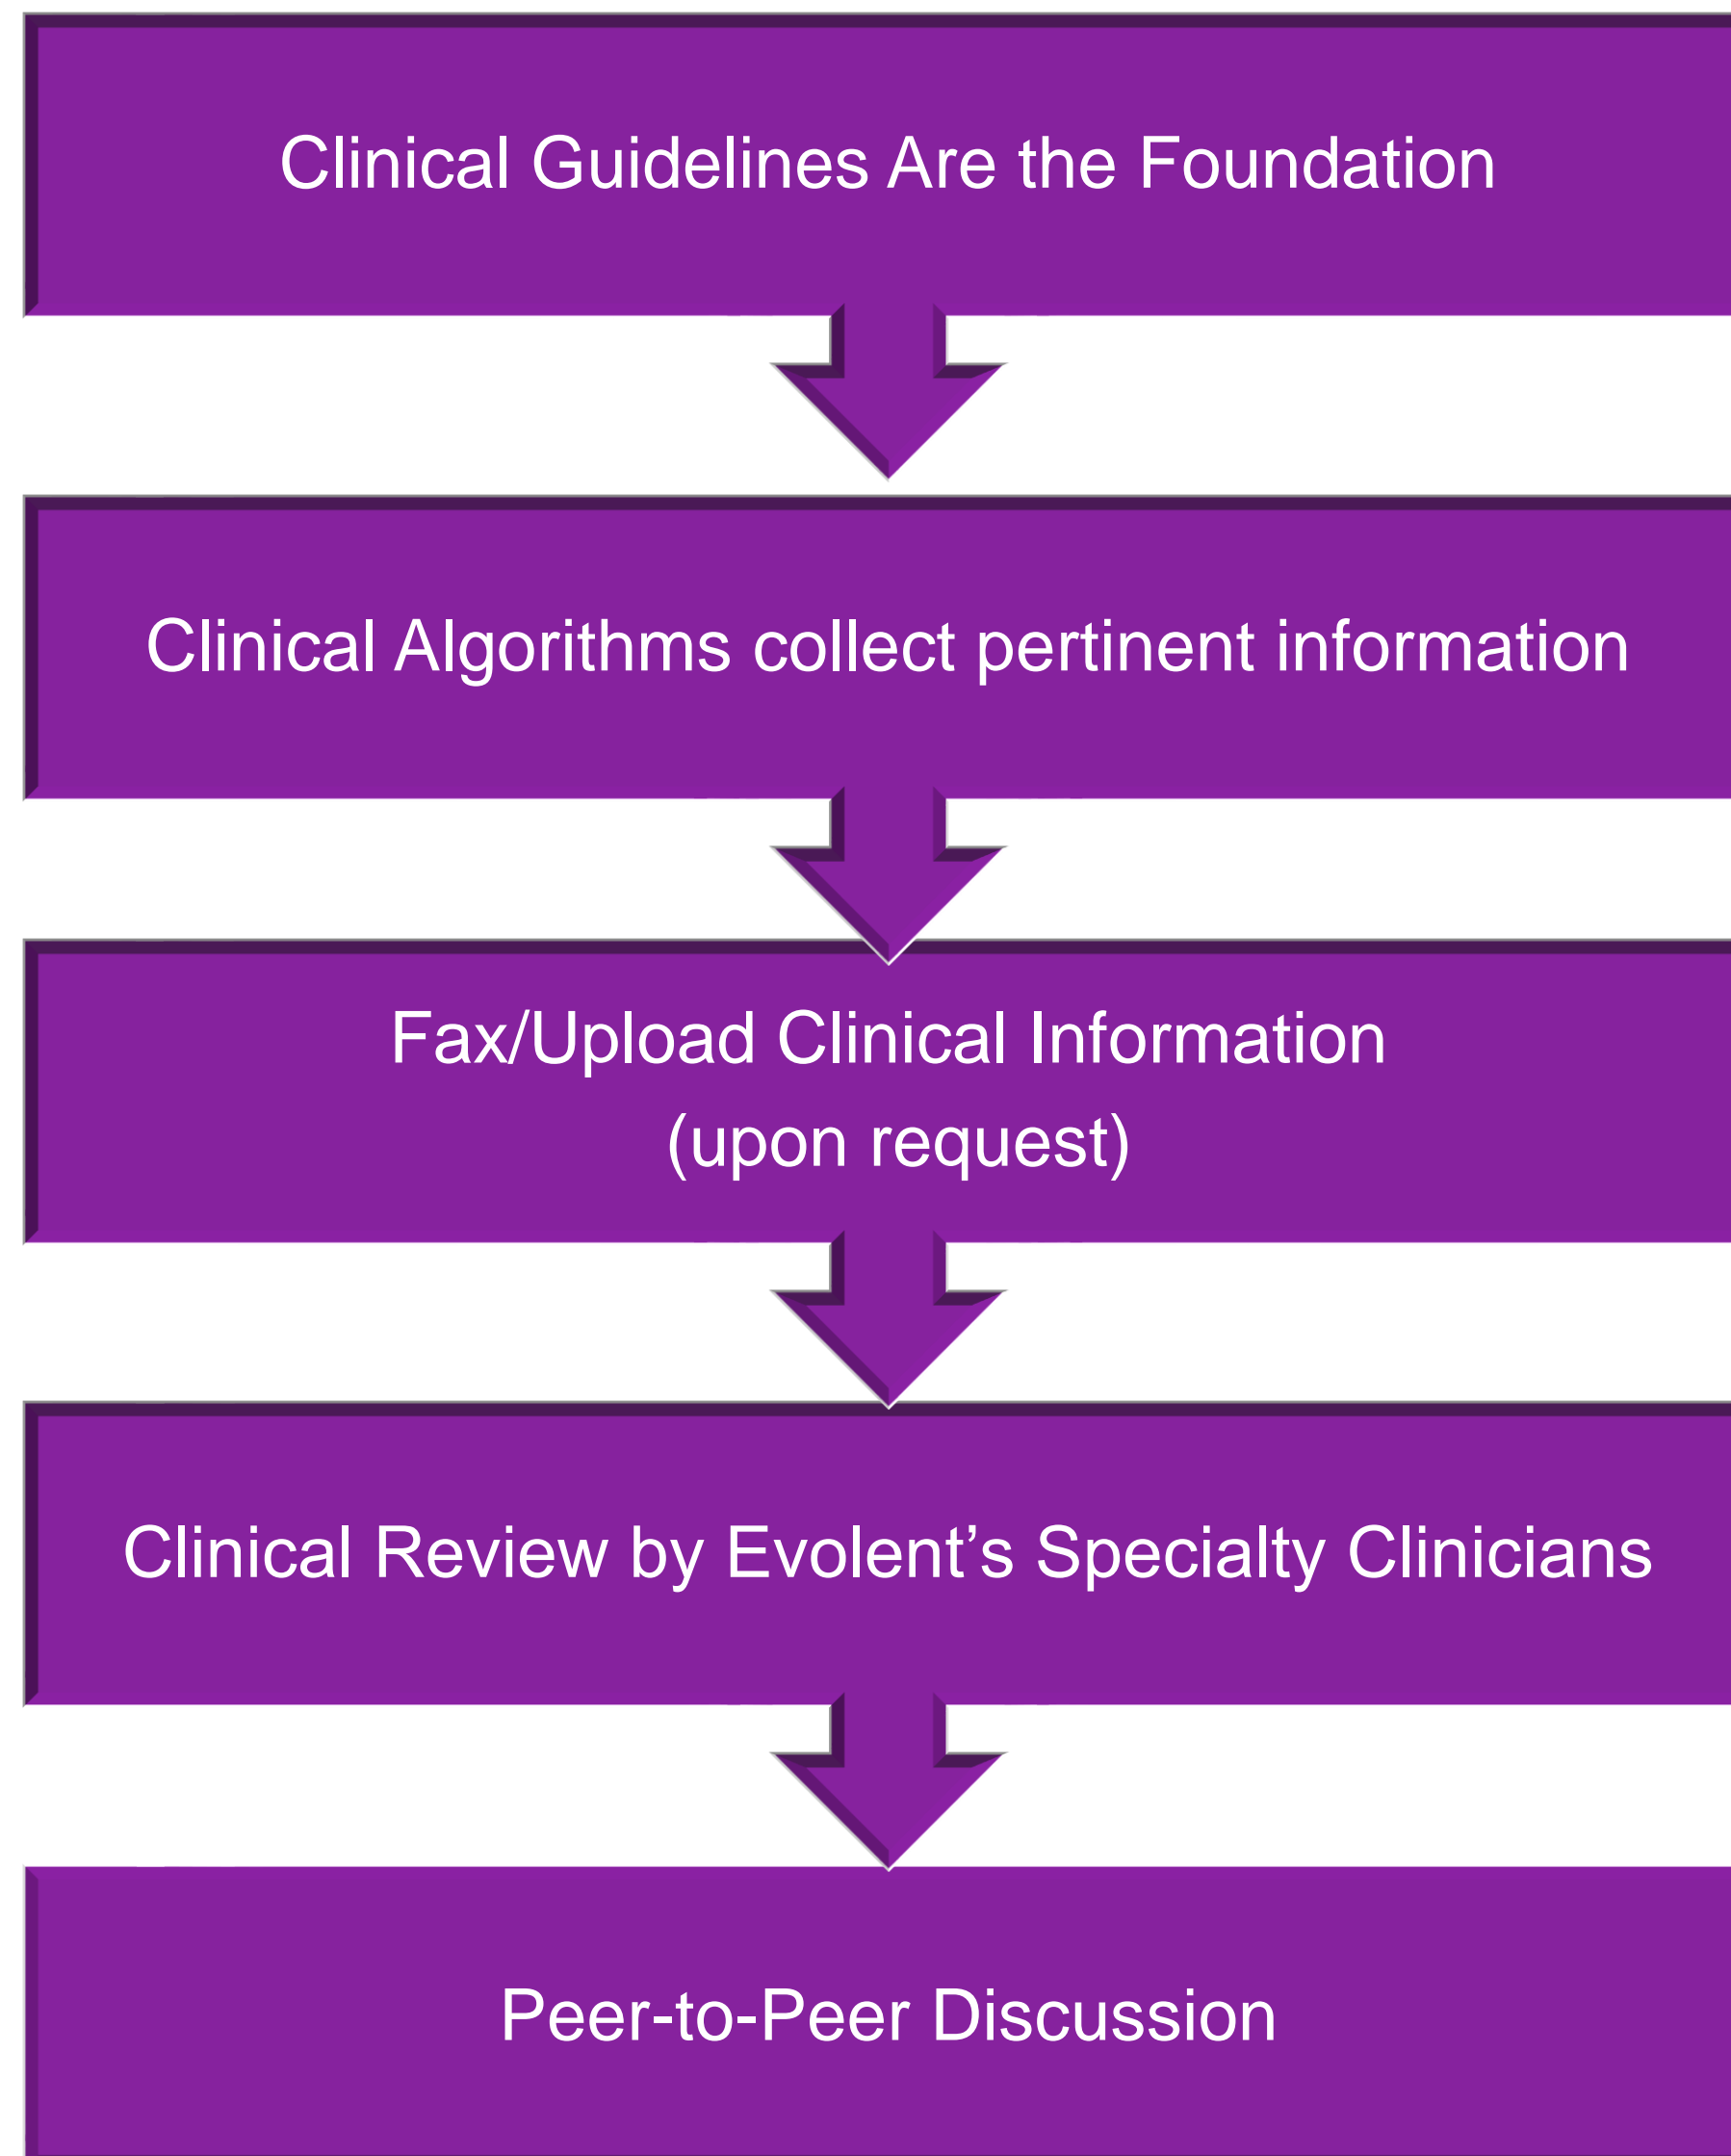 Clinical Guidelines Are the Foundation
Clinical Algorithms collect pertinent information
Fax/Upload Clinical Information
(upon request)
Clinical Review by Evolent’s Specialty Clinicians
Peer-to-Peer Discussion